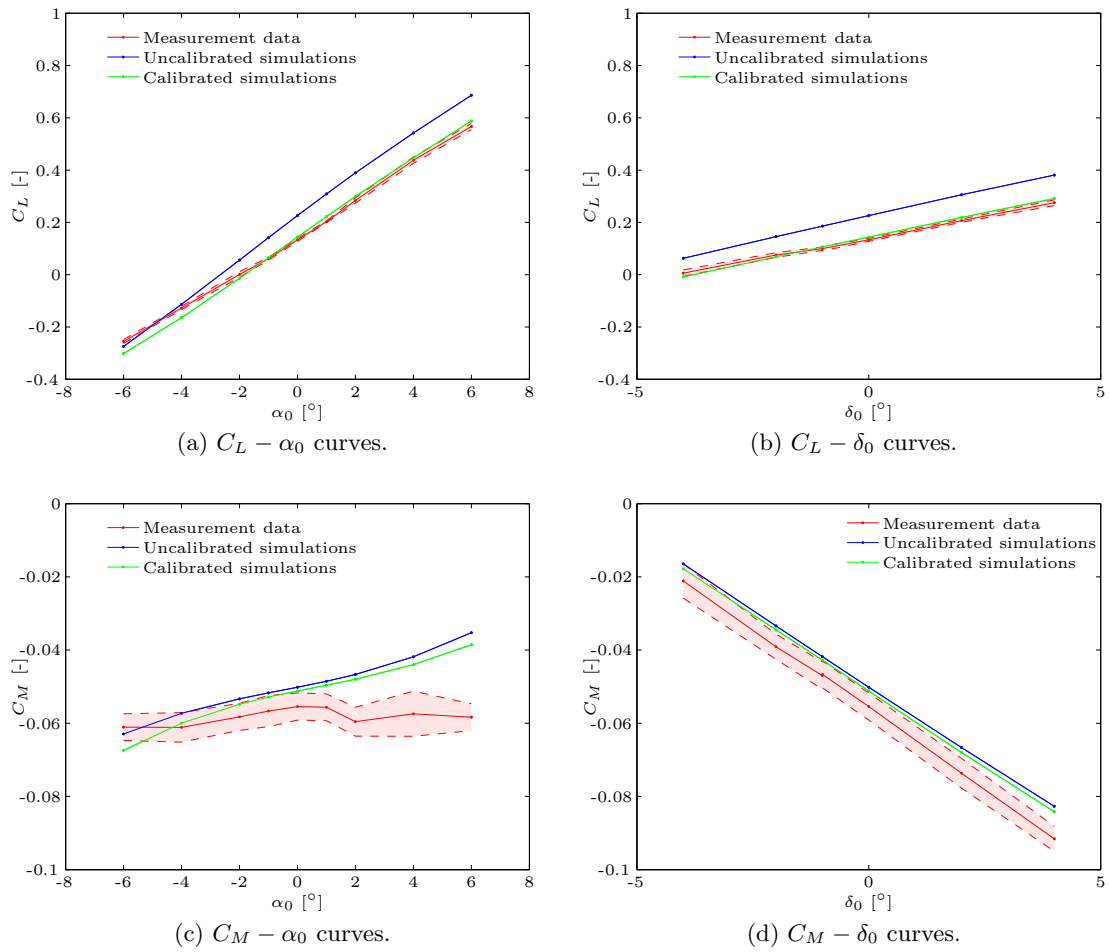 1
0.8
0.6
0.4
0.2
0
-0.2
-0.4
-8 -6 -4 -2 0 2 4 6 8
C_L [-]
α_0 [°]
Measurement data
Uncalibrated simulations
Calibrated simulations
(a) C_L − α_0 curves.
1
0.8
0.6
0.4
0.2
0
-0.2
-0.4
-5 0 5
C_L [-]
δ_0 [°]
Measurement data
Uncalibrated simulations
Calibrated simulations
(b) C_L − δ_0 curves.
0
-0.02
-0.04
-0.06
-0.08
-0.1
-8 -6 -4 -2 0 2 4 6 8
C_M [-]
α_0 [°]
Measurement data
Uncalibrated simulations
Calibrated simulations
(c) C_M − α_0 curves.
0
-0.02
-0.04
-0.06
-0.08
-0.1
-5 0 5
C_M [-]
δ_0 [°]
Measurement data
Uncalibrated simulations
Calibrated simulations
(d) C_M − δ_0 curves.